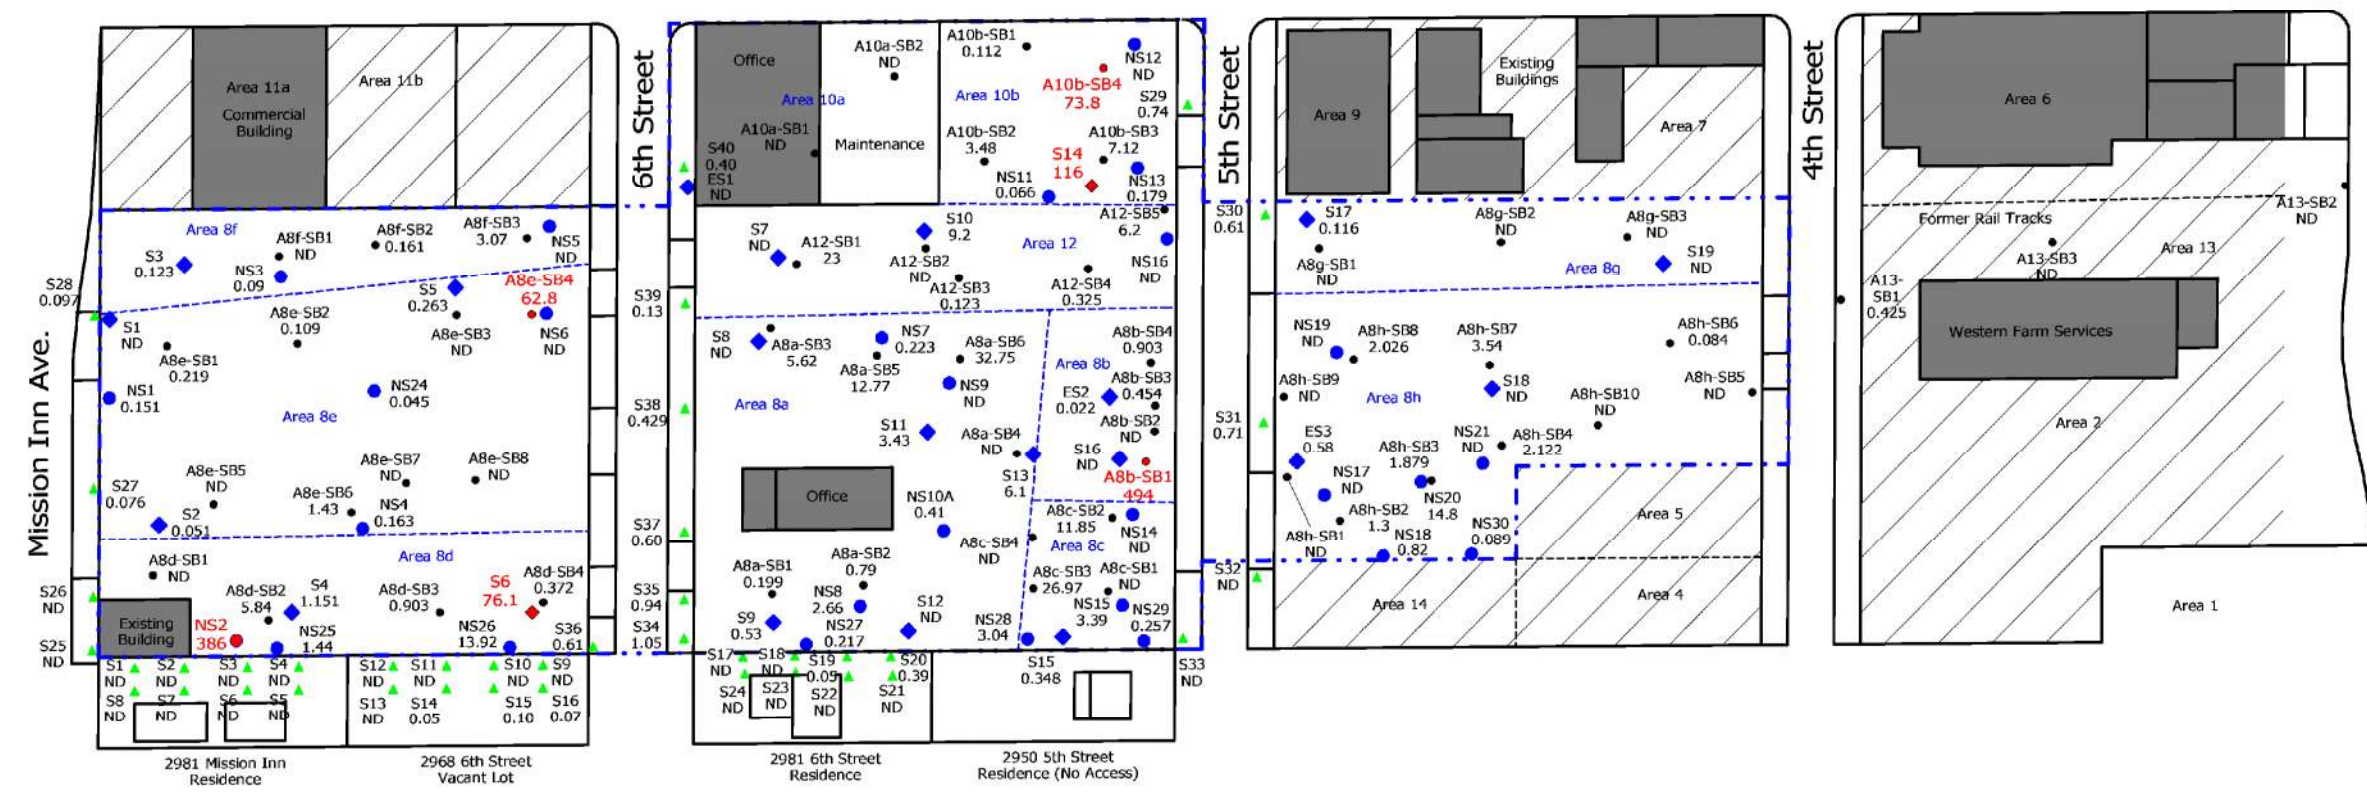 Mission Inn Ave.
6th Street
5th Street
4th Street
Area 11a
Commercial
Building
Area 11b
Area 8f
S3
0.123
NS3
0.09
A8f-SB1
ND
A8f-SB2
0.161
A8f-SB3
3.07
NS5
ND
S28
0.097
S1
ND
A8e-SB1
0.219
NS1
0.151
A8e-SB2
0.109
S5
0.263
A8e-SB3
ND
A8e-SB4
62.8
NS6
ND
NS24
0.045
Area 8e
S27
0.076
S2
0.051
A8e-SB5
ND
A8e-SB6
1.43
A8e-SB7
ND
NS4
0.163
A8e-SB8
ND
Area 8d
A8d-SB1
ND
S26
ND
S25
ND
Existing
Building
NS2
386
A8d-SB2
5.84
S4
1.151
NS25
1.44
A8d-SB3
0.903
S6
76.1
A8d-SB4
0.372
NS26
13.92
S36
0.61
S1
ND
S2
ND
S3
ND
S4
ND
S12
ND
S11
ND
S10
ND
S9
ND
S8
ND
S7
ND
S6
ND
S5
ND
S13
ND
S14
0.05
S15
0.10
S16
0.07
2981 Mission Inn
Residence
2968 6th Street
Vacant Lot
Office
Area 10a
A10a-SB1
ND
A10a-SB2
ND
Maintenance
S40
0.40
ES1
ND
A10b-SB1
0.112
Area 10b
NS12
ND
A10b-SB4
73.8
S29
0.74
A10b-SB2
3.48
A10b-SB3
7.12
S14
116
NS11
0.066
NS13
0.179
S7
ND
A12-SB1
23
S10
9.2
A12-SB2
ND
A12-SB3
0.123
Area 12
A12-SB4
0.325
A12-SB5
6.2
NS16
ND
S39
0.13
S38
0.429
S37
0.60
S35
0.94
S34
1.05
S8
ND
A8a-SB3
5.62
NS7
0.223
A8a-SB5
12.77
A8a-SB6
32.75
NS9
ND
Area 8a
S11
3.43
A8a-SB4
ND
S13
6.1
Area 8b
A8b-SB4
0.903
A8b-SB3
0.454
ES2
0.022
A8b-SB2
ND
S16
ND
A8b-SB1
494
Office
NS10A
0.41
A8c-SB2
11.85
NS14
ND
A8c-SB4
ND
Area 8c
A8a-SB1
0.199
A8a-SB2
0.79
NS8
2.66
S9
0.53
NS27
0.217
S12
ND
A8c-SB3
26.97
A8c-SB1
ND
NS15
3.39
NS28
3.04
NS29
0.257
S17
ND
S18
ND
S19
0.05
S20
0.39
S24
ND
S23
ND
S22
ND
S21
ND
S15
0.348
S33
ND
2981 6th Street
Residence
2950 5th Street
Residence (No Access)
Area 9
Existing
Buildings
Area 7
S30
0.61
S17
0.116
A8g-SB1
ND
A8g-SB2
ND
A8g-SB3
ND
S19
ND
Area 8g
NS19
ND
A8h-SB8
2.026
A8h-SB7
3.54
A8h-SB6
0.084
A8h-SB9
ND
Area 8h
S18
ND
A8h-SB10
ND
A8h-SB5
ND
S31
0.71
ES3
0.58
NS17
ND
A8h-SB3
1.879
NS21
ND
A8h-SB4
2.122
A8h-SB1
ND
A8h-SB2
1.3
NS20
14.8
NS18
0.82
NS30
0.089
S32
ND
Area 5
Area 14
Area 4
Area 6
A13-SB2
ND
Former Rail Tracks
A13-SB3
ND
Area 13
A13-
SB1
0.425
Western Farm Services
Area 2
Area 1